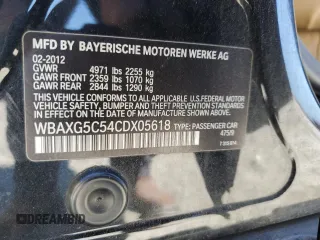 MFD BY BAYERISCHE MOTOREN WERKE AG
02-2012
GVWR 4971 lbs 2255 kg
GAWR FRONT 2359 lbs 1070 kg
GAWR REAR 2844 lbs 1290 kg
THIS VEHICLE CONFORMS TO ALL APPLICABLE
FEDERAL MOTOR VEHICLE SAFETY, BUMPER,
AND THEFT PREVENTION STANDARDS IN EFFECT ON
THE DATE OF MANUFACTURE SHOWN ABOVE.
WBAXG5C54CDX05618 TYPE: PASSENGER CAR
DREAMBID